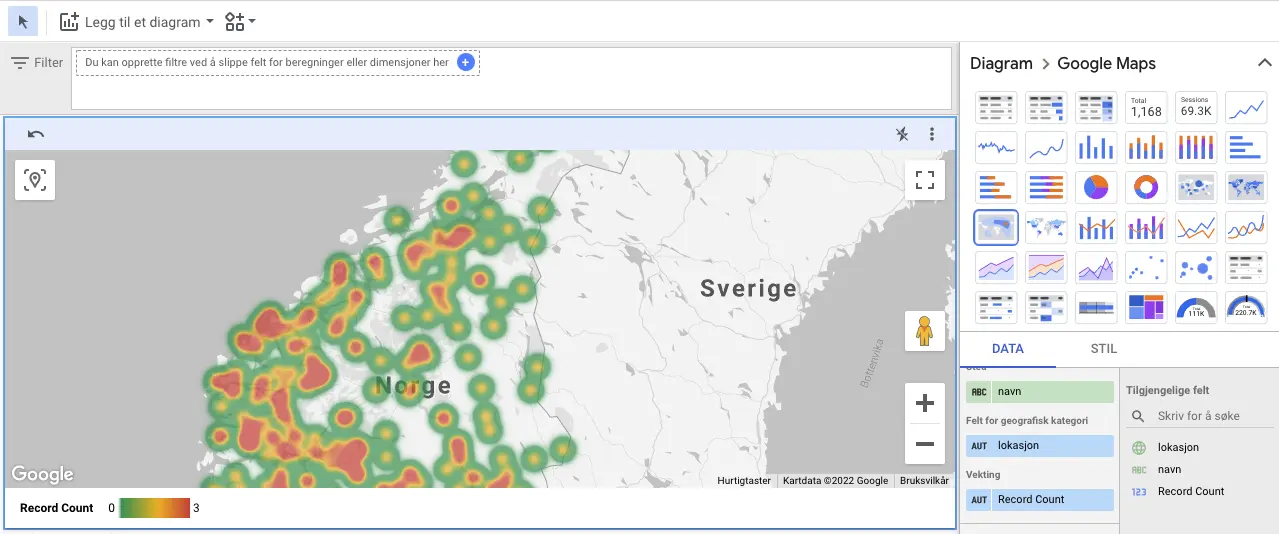 Legg til et diagram
Filter
Du kan opprette filtre ved å slippe felt for beregninger eller dimensjoner her
Diagram > Google Maps
Total
1,168
Sessions
69.3K
Sverige
Norge
Bottenvika
Google
Hurtigtaster
Kartdata ©2022 Google
Bruksvilkår
Record Count 0 3
Total
111K
Total
220.7K
DATA
STIL
Sted
ABC navn
Felt for geografisk kategori
AUT lokasjon
Vekting
AUT Record Count
Tilgjengelige felt
Skriv for å søke
lokasjon
ABC navn
123 Record Count